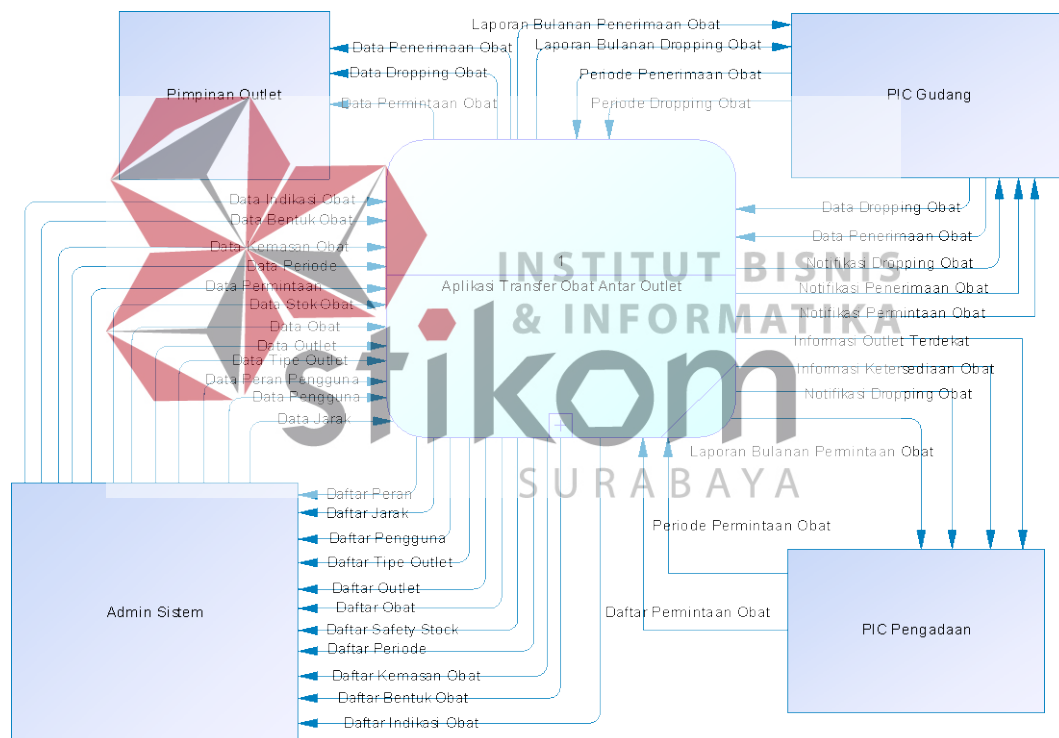 Laporan Bulanan Penerimaan Obat
Laporan Bulanan Dropping Obat
Data Penerimaan Obat
Data Dropping Obat
Data Permintaan Obat
Pimpinan Outlet
Periode Penerimaan Obat
Periode Dropping Obat
PIC Gudang
Data Indikasi Obat
Data Bentuk Obat
Data Kemasan Obat
Data Periode
Data Permintaan
Data Stok Obat
Data Obat
Data Outlet
Data Tipe Outlet
Data Peran Pengguna
Data Pengguna
Data Jarak
1
Aplikasi Transfer Obat Antar Outlet
Data Dropping Obat
Data Penerimaan Obat
Notifikasi Dropping Obat
Notifikasi Penerimaan Obat
Notifikasi Permintaan Obat
Informasi Outlet Terdekat
Informasi Ketersediaan Obat
Notifikasi Dropping Obat
Laporan Bulanan Permintaan Obat
INSTITUT BISNIS
& INFORMATIKA
stikom
SURABAYA
Periode Permintaan Obat
Daftar Permintaan Obat
PIC Pengadaan
Daftar Peran
Daftar Jarak
Daftar Pengguna
Daftar Tipe Outlet
Daftar Outlet
Daftar Obat
Daftar Safety Stock
Daftar Periode
Daftar Kemasan Obat
Daftar Bentuk Obat
Daftar Indikasi Obat
Admin Sistem